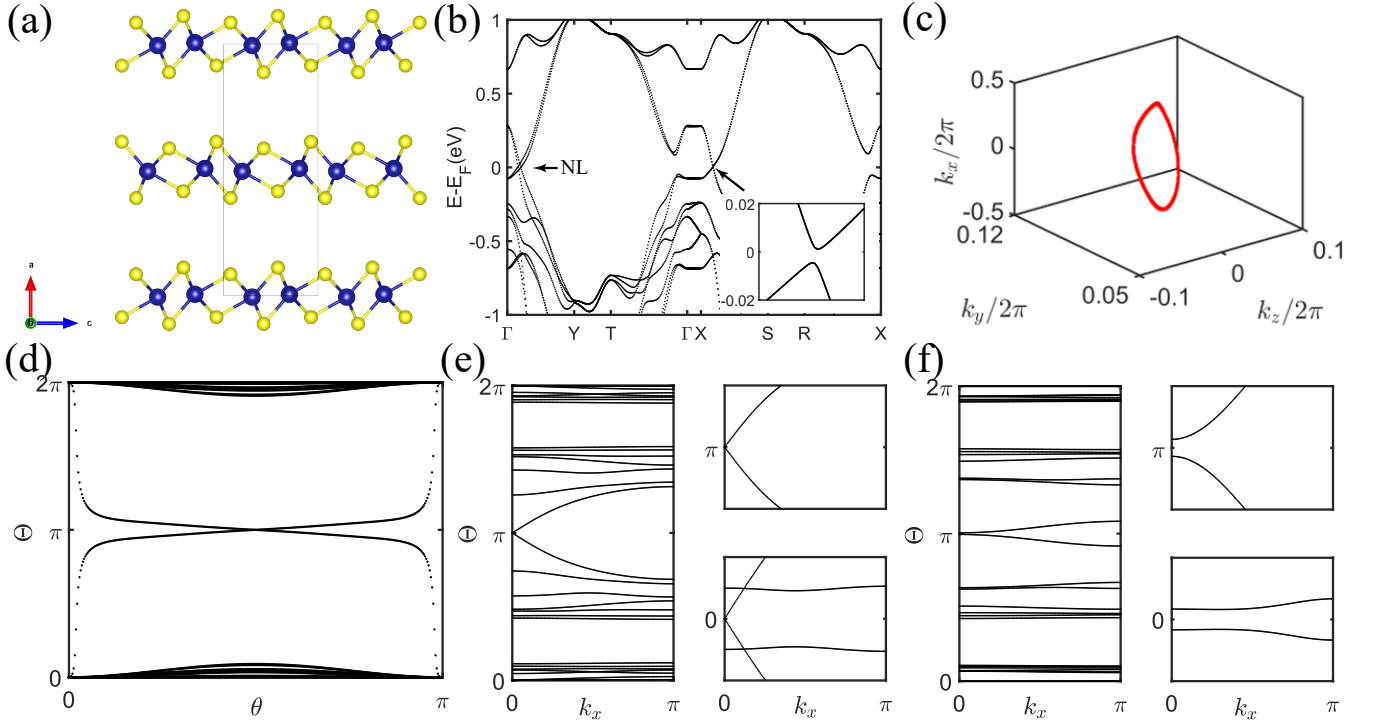 (a)
a
b
c
(b)
E-E_F(eV)
1
0.5
0
-0.5
-1
NL
0.02
0
-0.02
Γ Y T Γ X S R X
(c)
k_x/2π
0.5
0
-0.5
0.12
0.05
k_y/2π
-0.1
0
0.1
k_z/2π
(d)
2π
Θ π
0
0 θ π
(e)
2π
Θ π
0
0 k_x π
π
0
0 k_x π
(f)
2π
Θ π
0
0 k_x π
π
0
0 k_x π